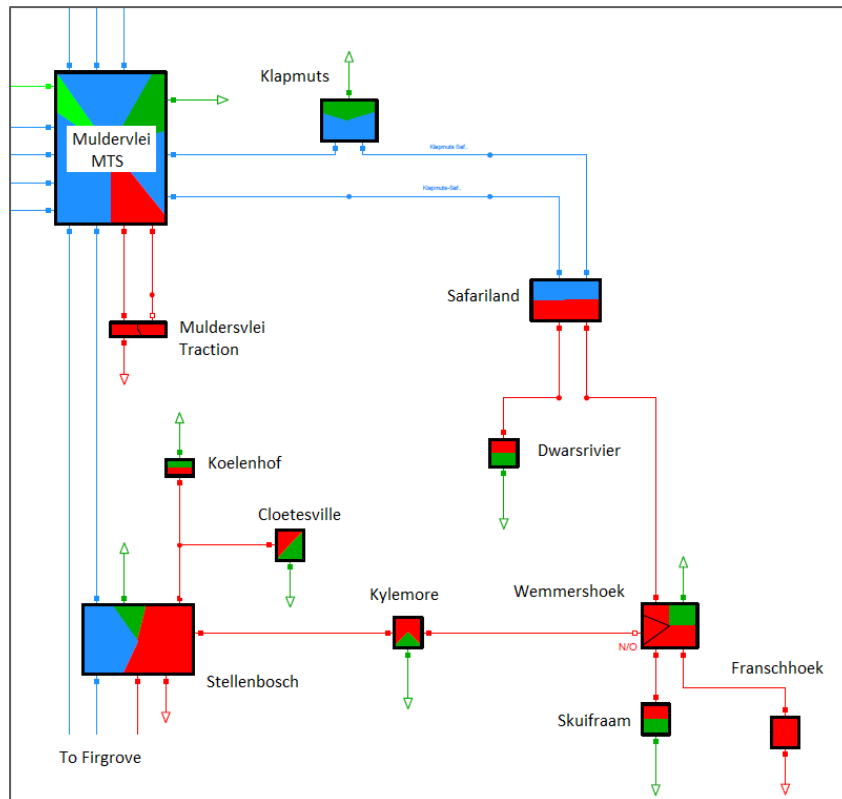 Klapmuts
Muldervlei
MTS
Klapmuts-Saf..
Klapmuts-Saf..
Safariland
Muldersvlei
Traction
Dwarsrivier
Koelenhof
Cloetesville
Kylemore
Wemmershoek
N/O
Franschhoek
Stellenbosch
Skuifraam
To Firgrove